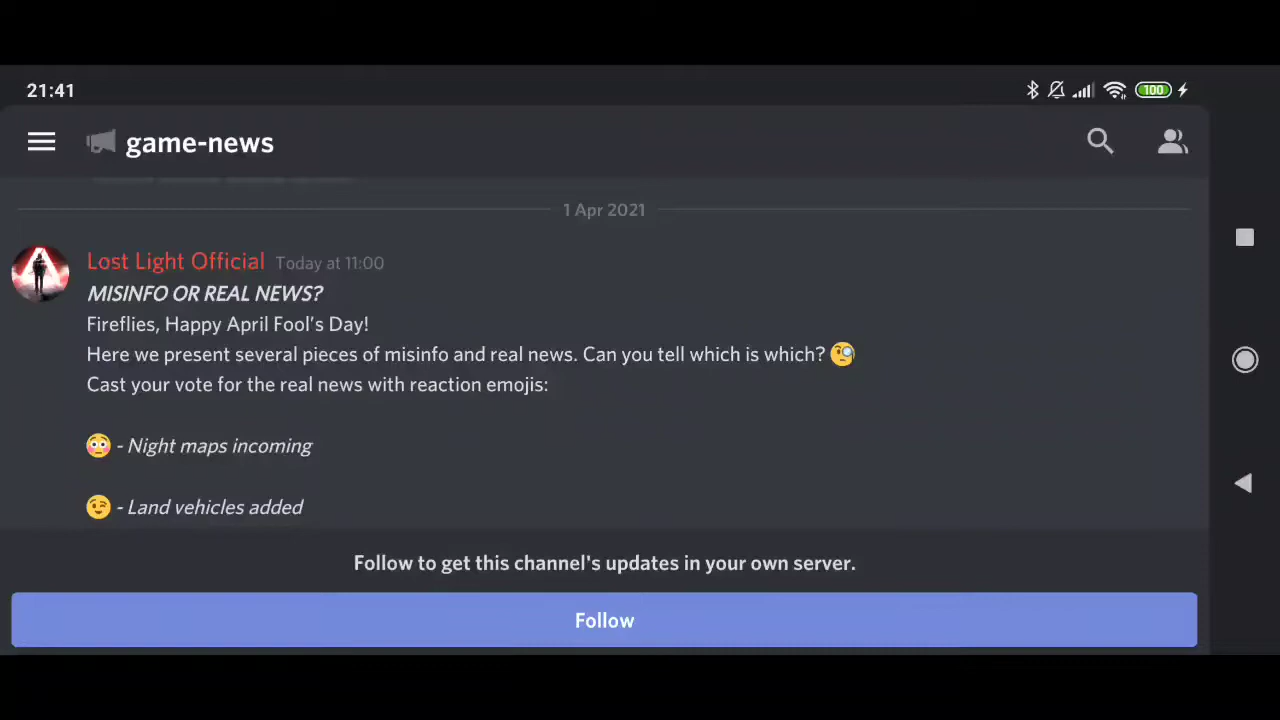 21:41
100
game-news
1 Apr 2021
Lost Light Official Today at 11:00
MISINFO OR REAL NEWS?
Fireflies, Happy April Fool's Day!
Here we present several pieces of misinfo and real news. Can you tell which is which? 🧐
Cast your vote for the real news with reaction emojis:
😳 - Night maps incoming
😉 - Land vehicles added
Follow to get this channel's updates in your own server.
Follow